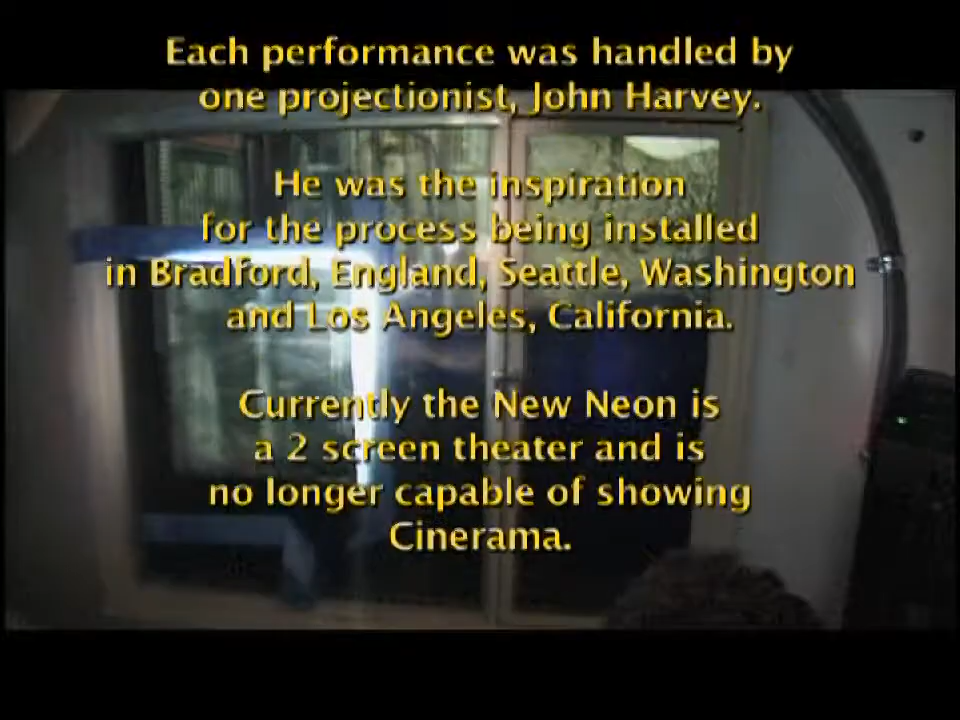 Each performance was handled by
one projectionist, John Harvey.
He was the inspiration
for the process being installed
in Bradford, England, Seattle, Washington
and Los Angeles, California.
Currently the New Neon is
a 2 screen theater and is
no longer capable of showing
Cinerama.